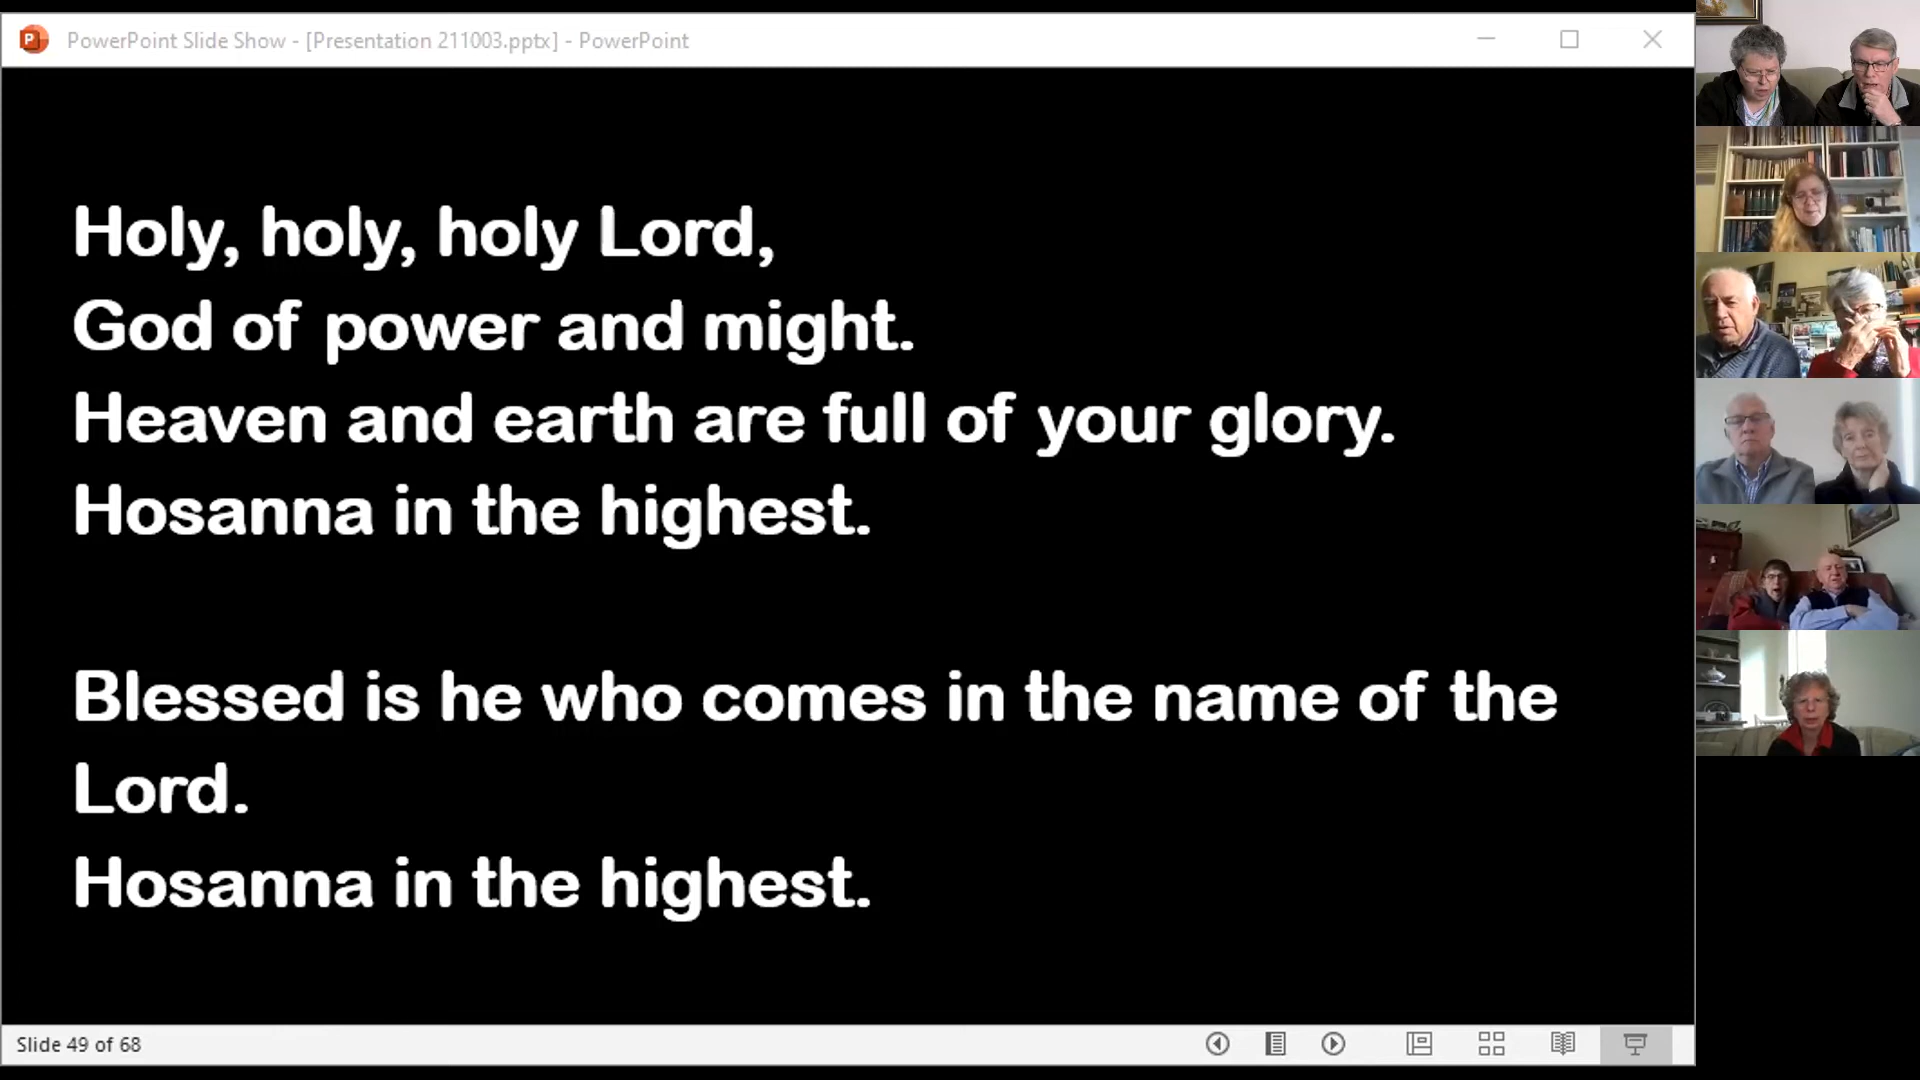 PowerPoint Slide Show - [Presentation 211003.pptx] - PowerPoint
Holy, holy, holy Lord,
God of power and might.
Heaven and earth are full of your glory.
Hosanna in the highest.
Blessed is he who comes in the name of the
Lord.
Hosanna in the highest.
Slide 49 of 68